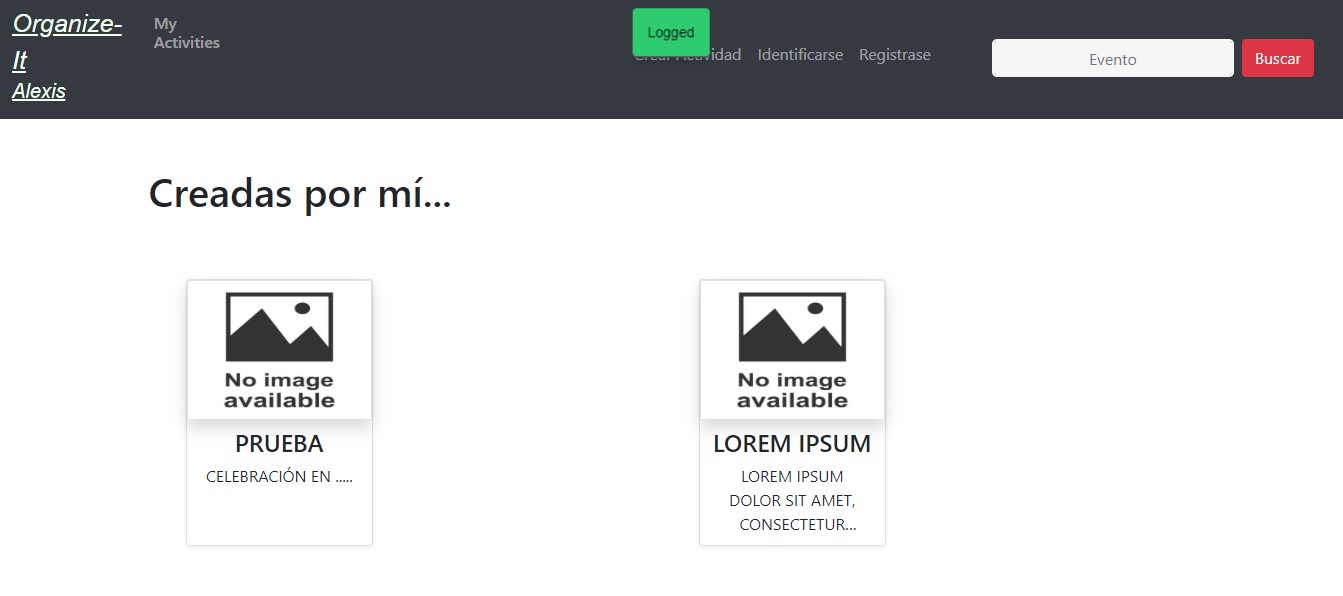 Organize-
It
Alexis
My
Activities
Logged
Crear Actividad
Identificarse
Registrase
Evento
Buscar
Creadas por mí...
No image
available
PRUEBA
CELEBRACIÓN EN .....
No image
available
LOREM IPSUM
LOREM IPSUM
DOLOR SIT AMET,
CONSECTETUR...